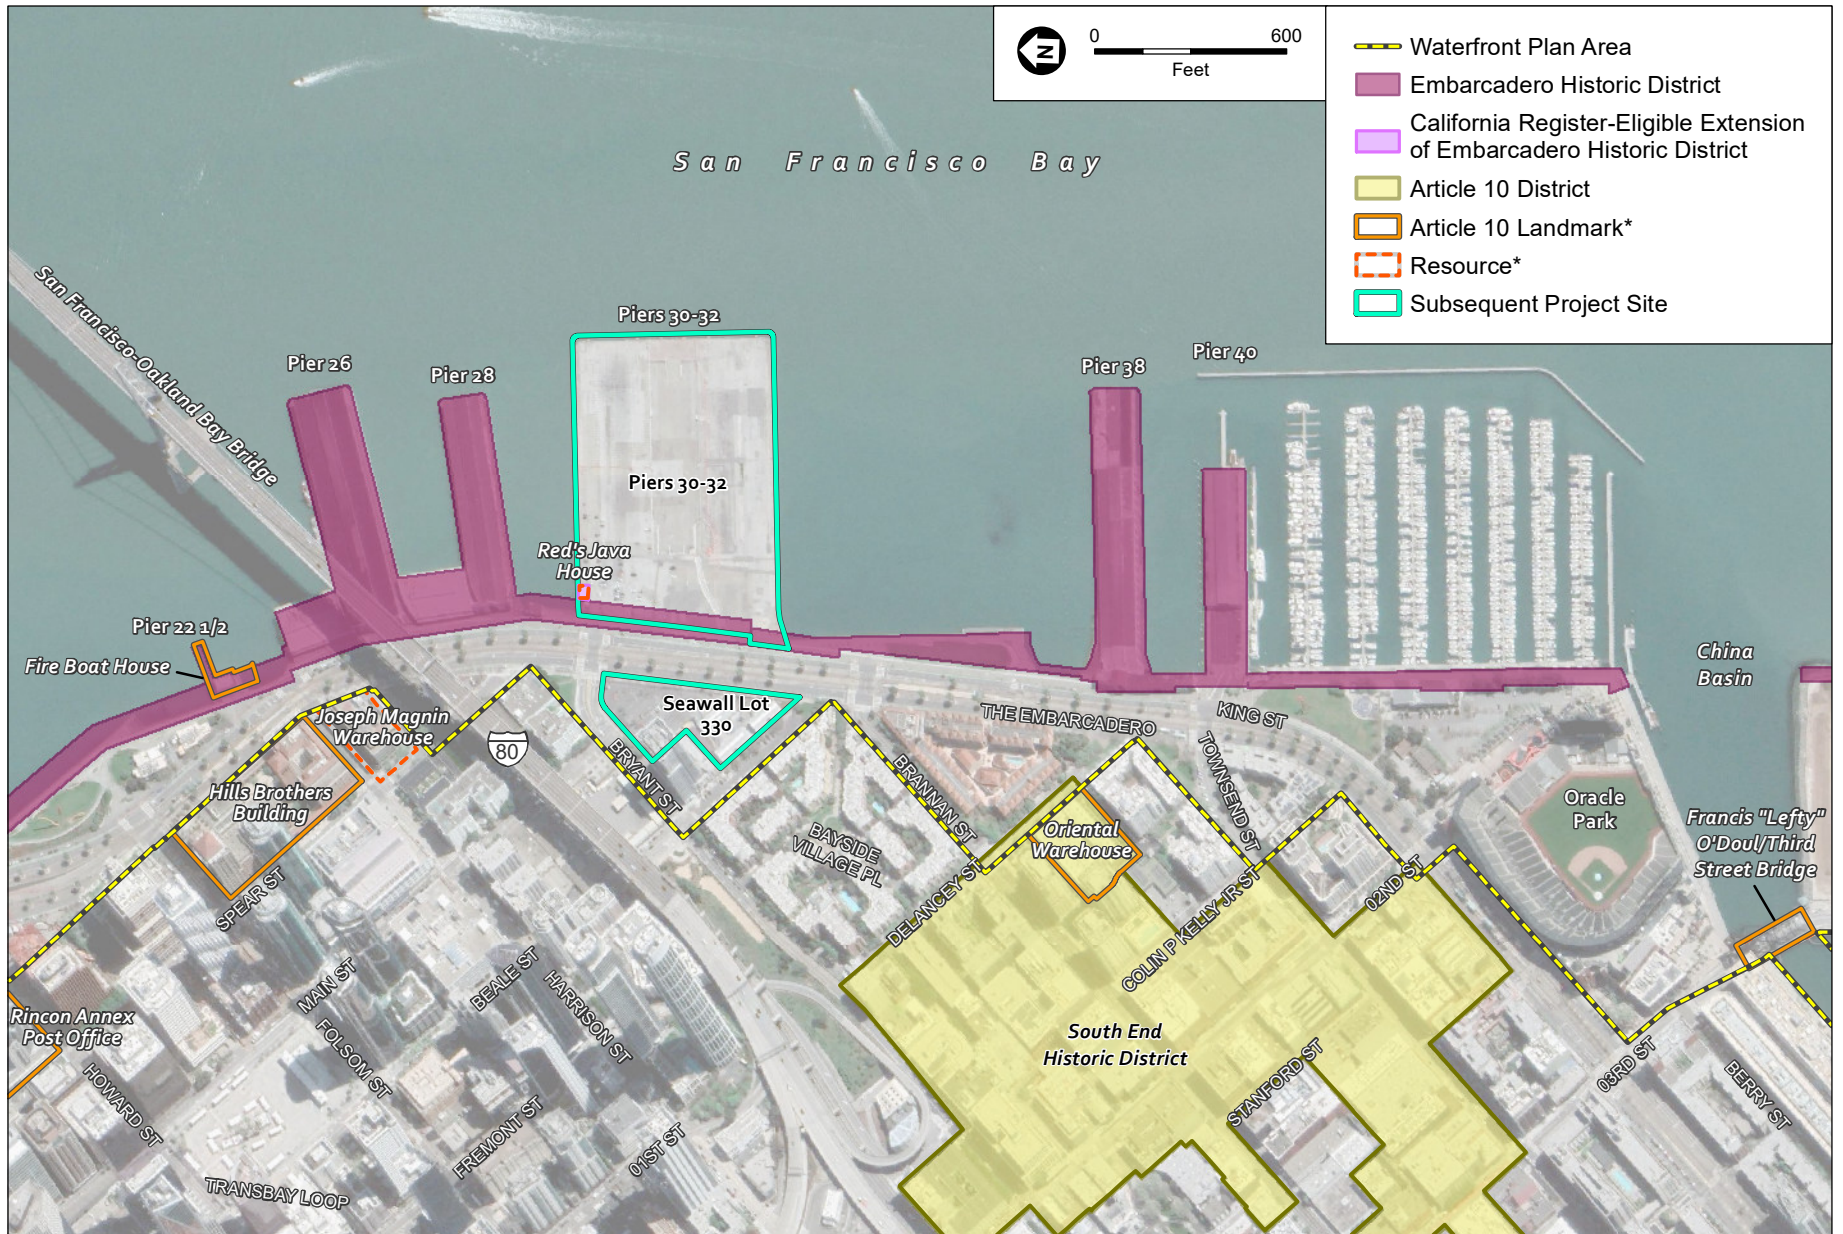 N
0 600
Feet
Waterfront Plan Area
Embarcadero Historic District
California Register-Eligible Extension
of Embarcadero Historic District
Article 10 District
Article 10 Landmark*
Resource*
Subsequent Project Site
San Francisco Bay
San Francisco-Oakland Bay Bridge
Pier 26
Pier 28
Piers 30-32
Pier 38
Pier 40
Piers 30-32
Red's Java
House
Pier 22 1/2
Fire Boat House
China
Basin
Joseph Magnin
Warehouse
80
Seawall Lot
330
THE EMBARCADERO
KING ST
Hills Brothers
Building
BRYANT ST
BRANNAN ST
TOWNSEND ST
Oracle
Park
Francis "Lefty"
O'Doul/Third
Street Bridge
BAYSIDE
VILLAGE PL
Oriental
Warehouse
SPEAR ST
DELANCEY ST
COLIN P KELLY JR ST
02ND ST
MAIN ST
BEALE ST
HARRISON ST
Rincon Annex
Post Office
FOLSOM ST
South End
Historic District
HOWARD ST
FREMONT ST
01ST ST
STANFORD ST
03RD ST
BERRY ST
TRANSBAY LOOP